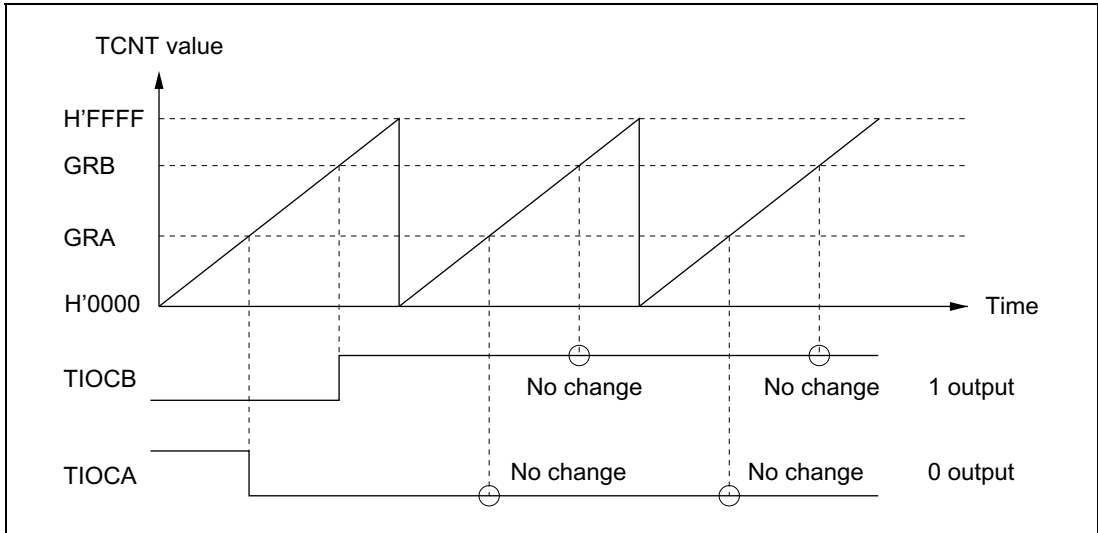 TCNT value
H'FFFF
GRB
GRA
H'0000
Time
TIOCB
No change
No change
1 output
TIOCA
No change
No change
0 output